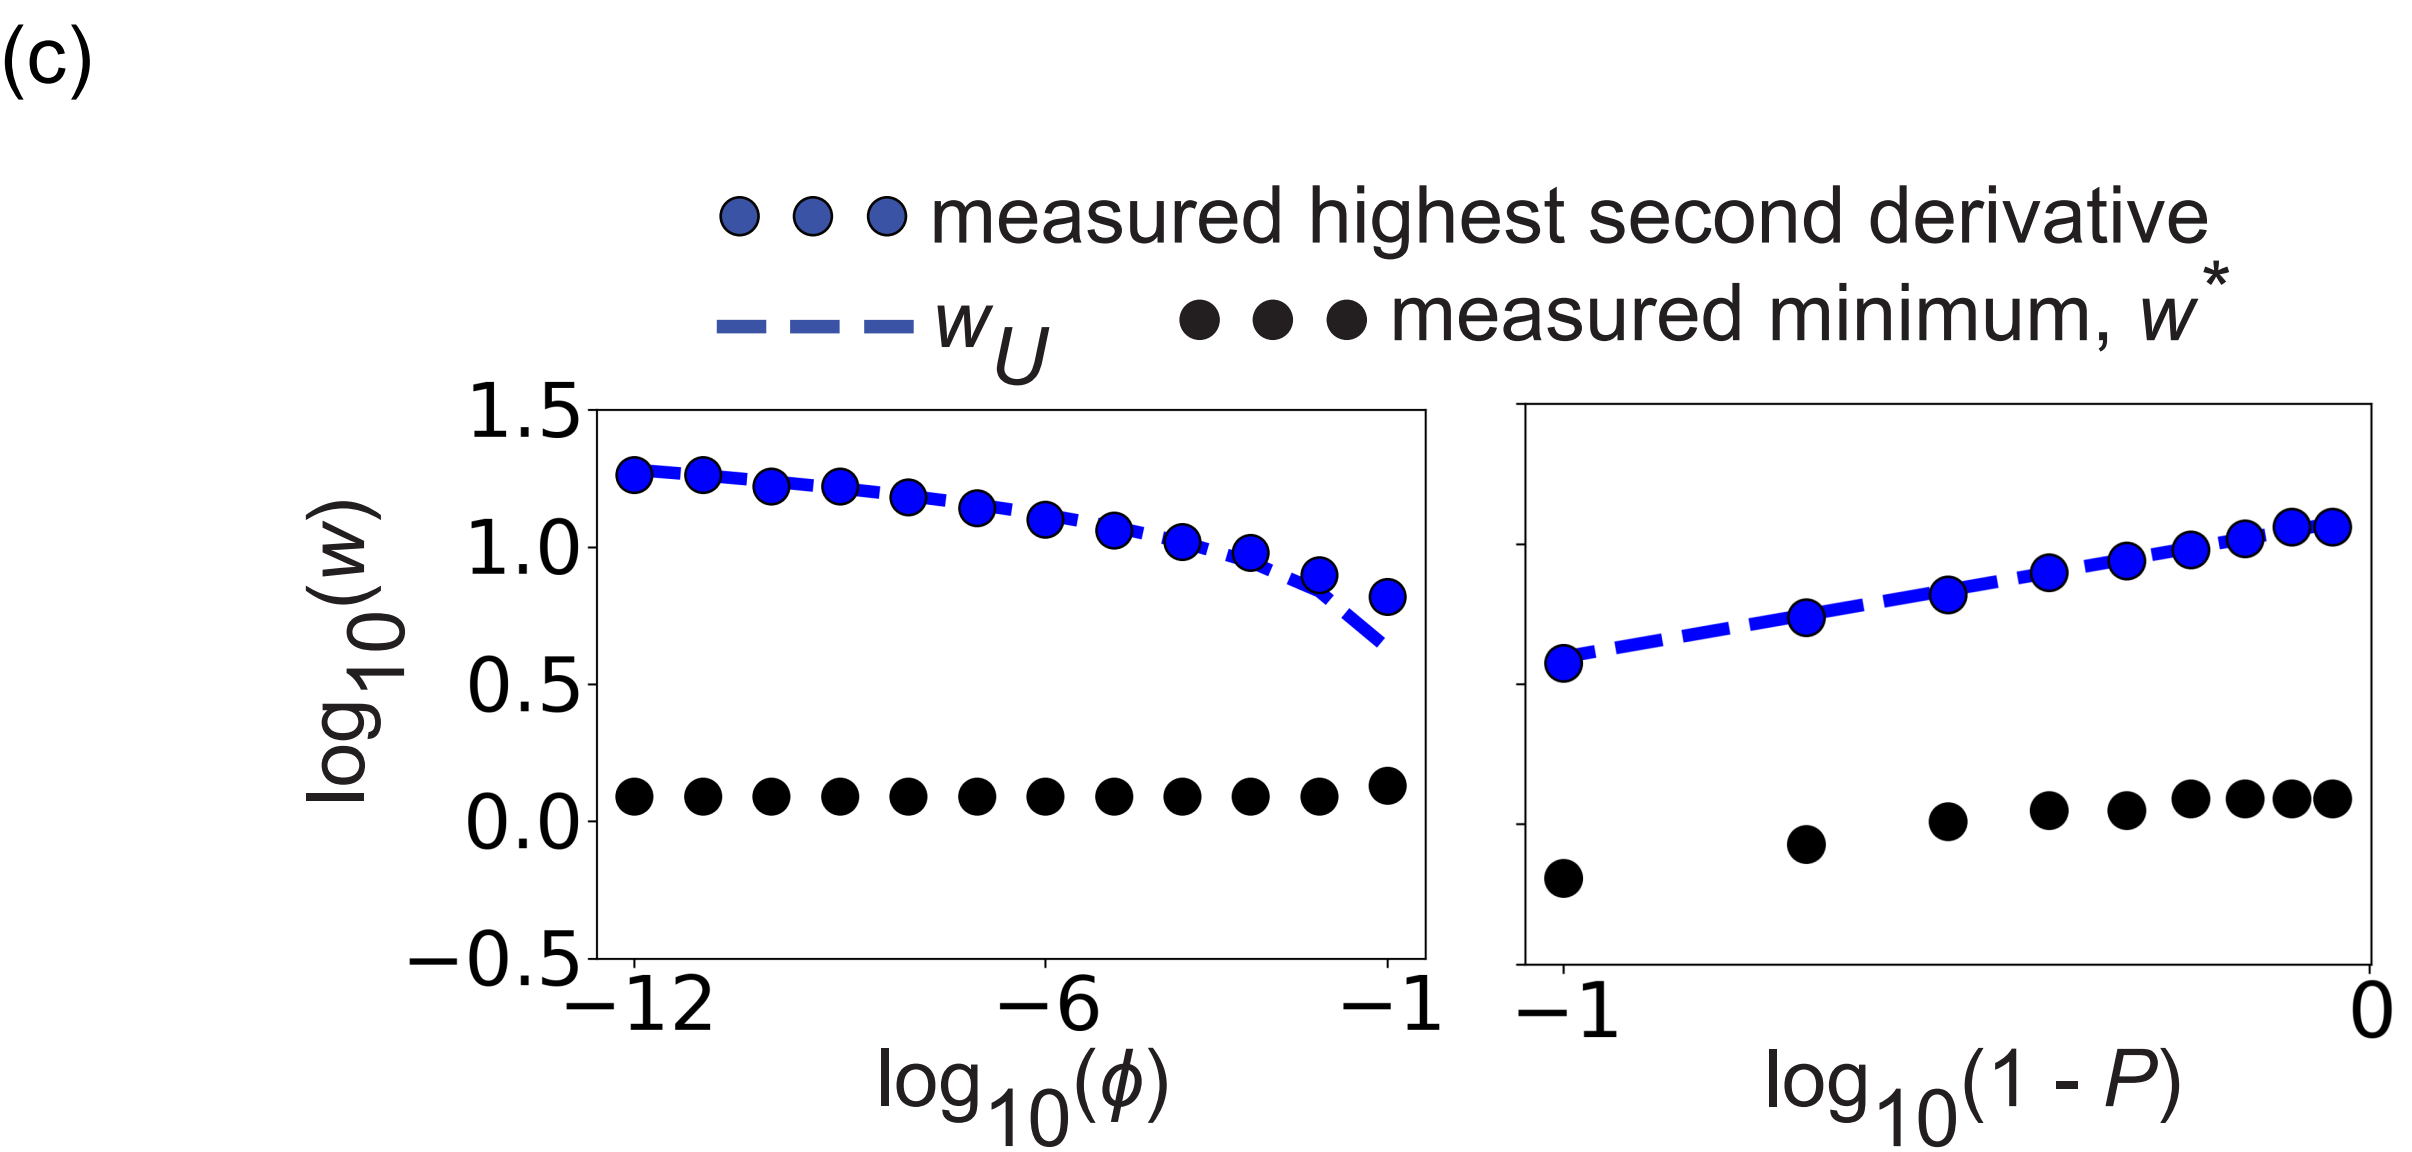 (c)
measured highest second derivative
w_U measured minimum, w*
1.5
1.0
0.5
0.0
−0.5
log10(w)
−12 −6 −1
log10(ϕ)
−1 0
log10(1 - P)